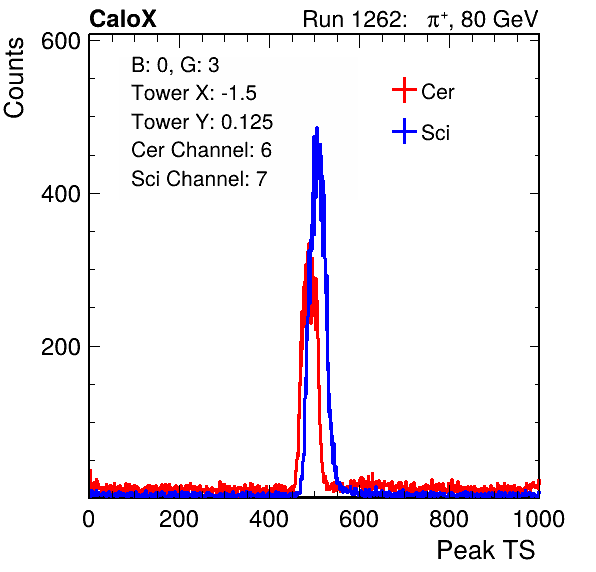 CaloX Run 1262: π+, 80 GeV
Counts
600
400
200
B: 0, G: 3
Tower X: -1.5
Tower Y: 0.125
Cer Channel: 6
Sci Channel: 7
Cer
Sci
0 200 400 600 800 1000
Peak TS